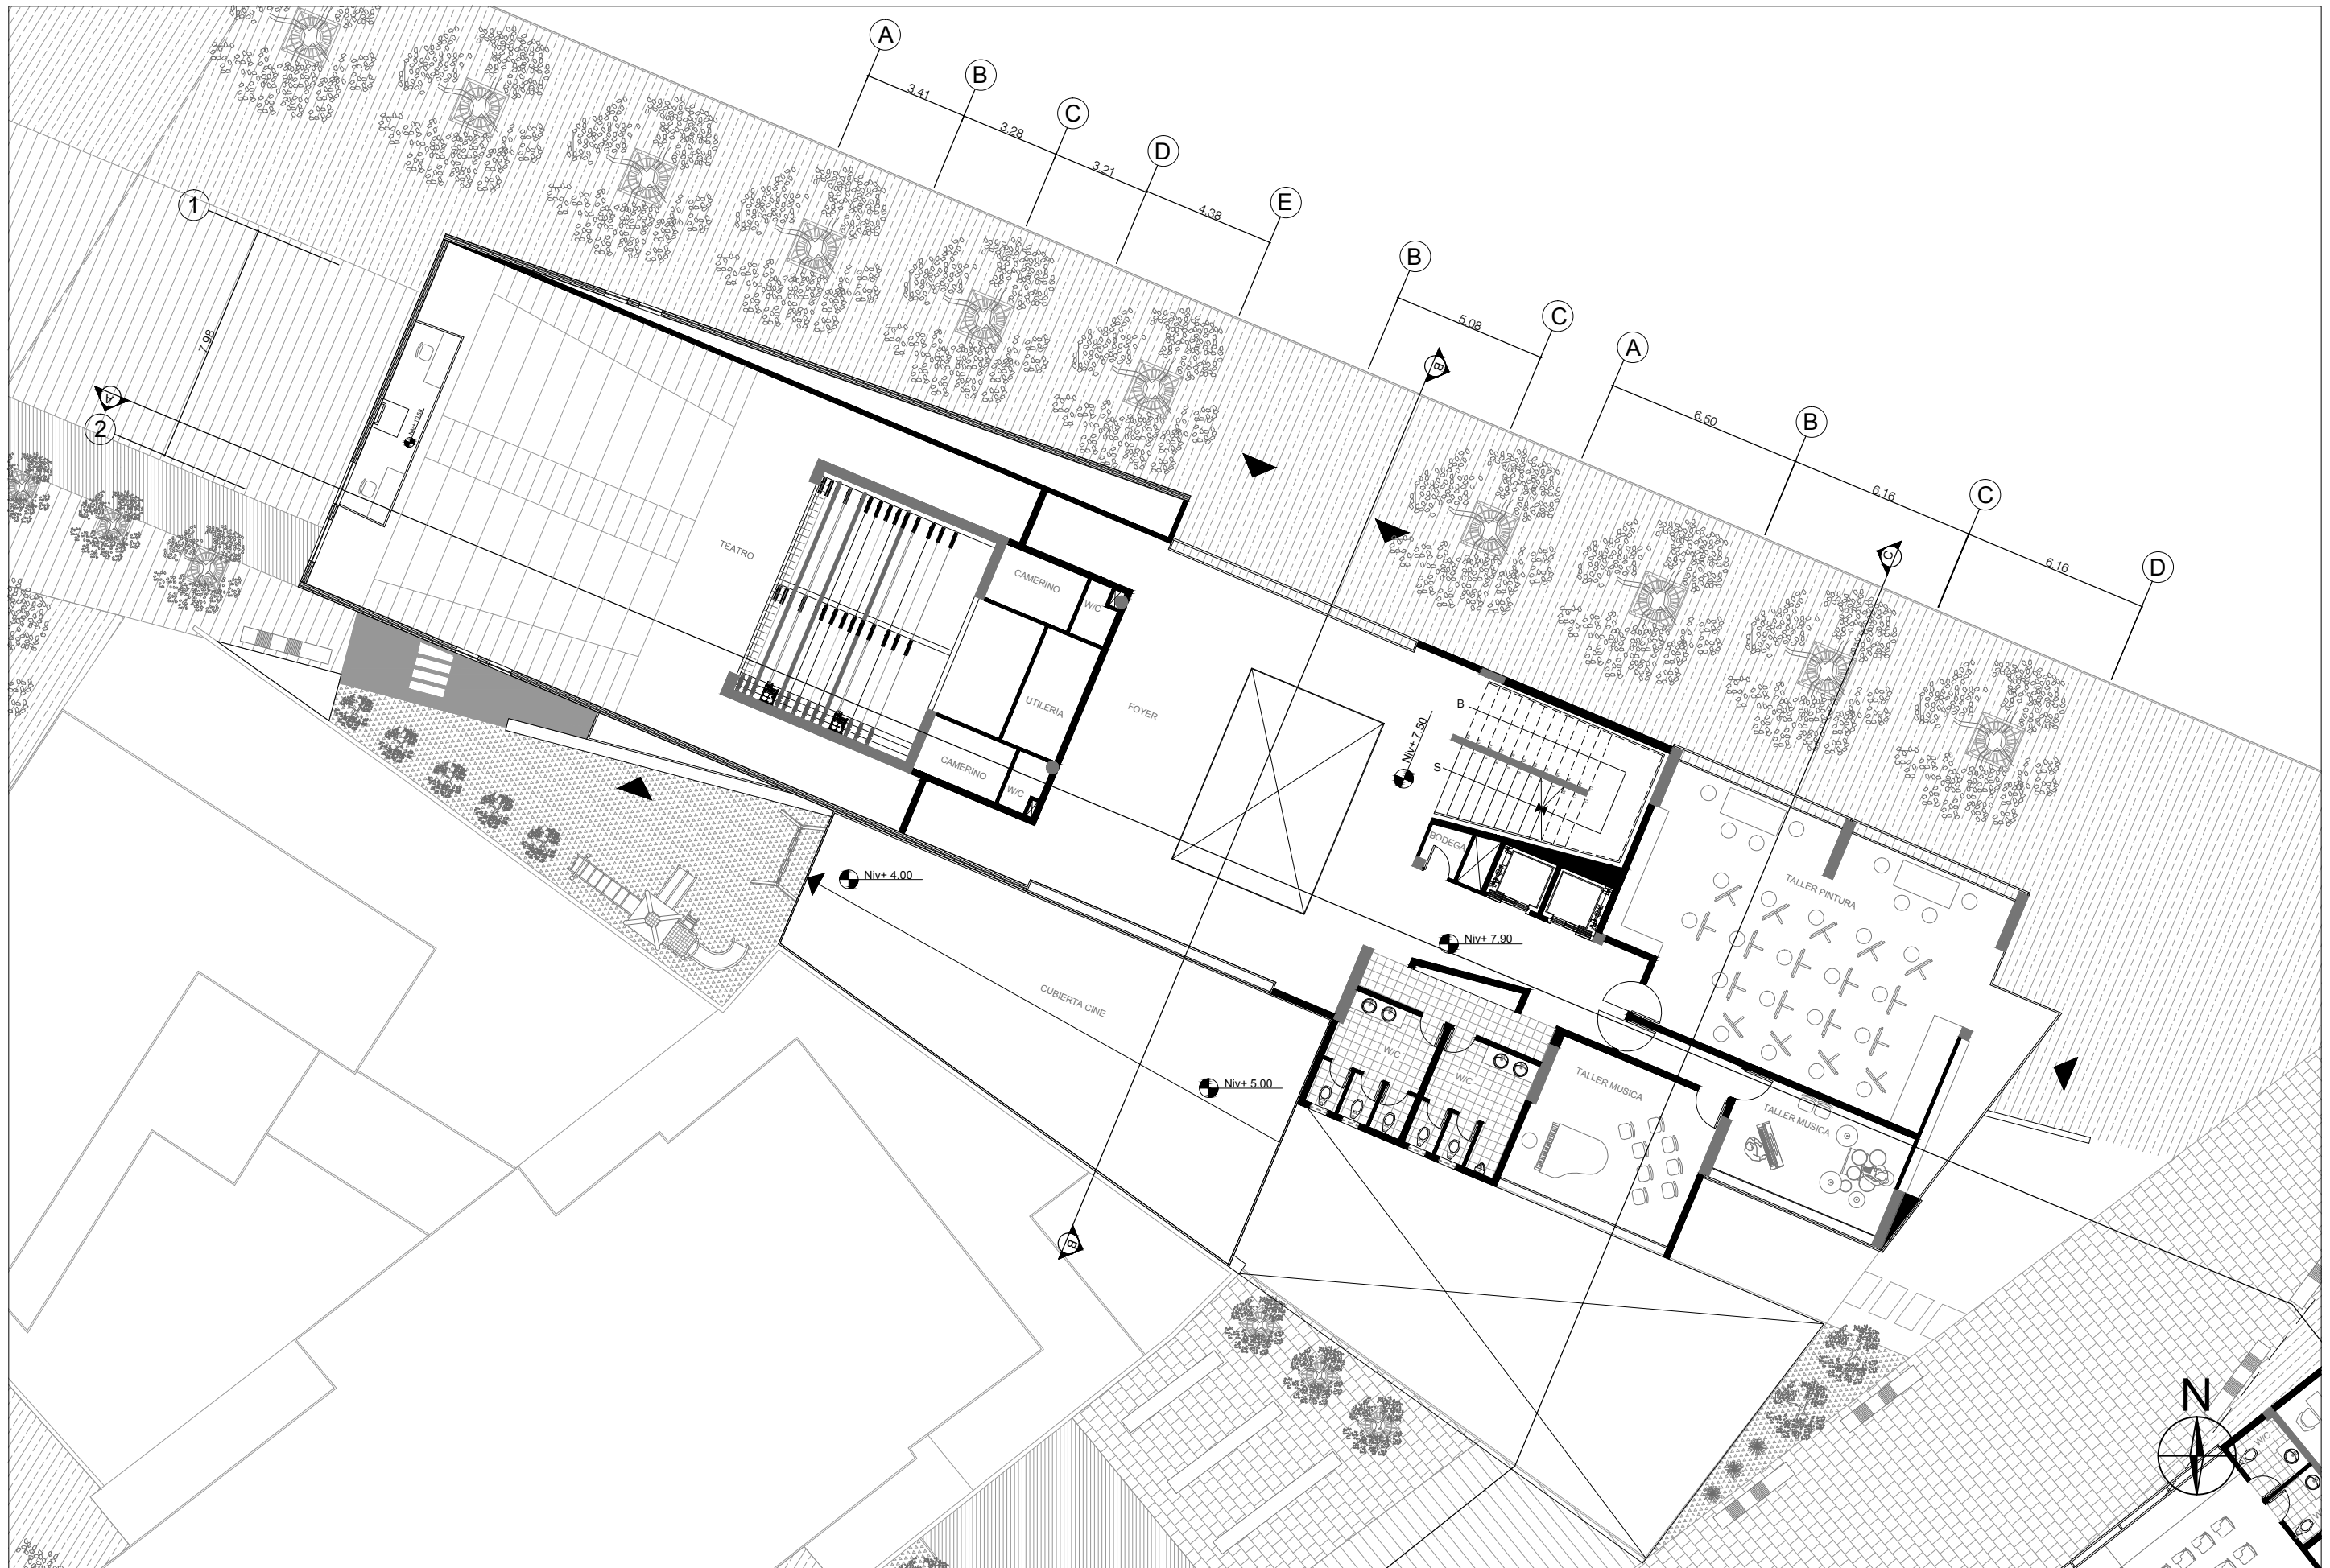 A
B
C
D
E
3.41
3.28
3.21
4.38
B
C
5.08
A
B
C
D
6.50
6.16
6.16
1
2
7.98
A
B
C
TEATRO
CAMERINO
W/C
UTILERIA
FOYER
CAMERINO
W/C
B
S
Niv+ 7.50
BODEGA
Niv+ 4.00
Niv+ 7.90
TALLER PINTURA
CUBIERTA CINE
Niv+ 5.00
W/C
W/C
TALLER MUSICA
TALLER MUSICA
B
N
W/C